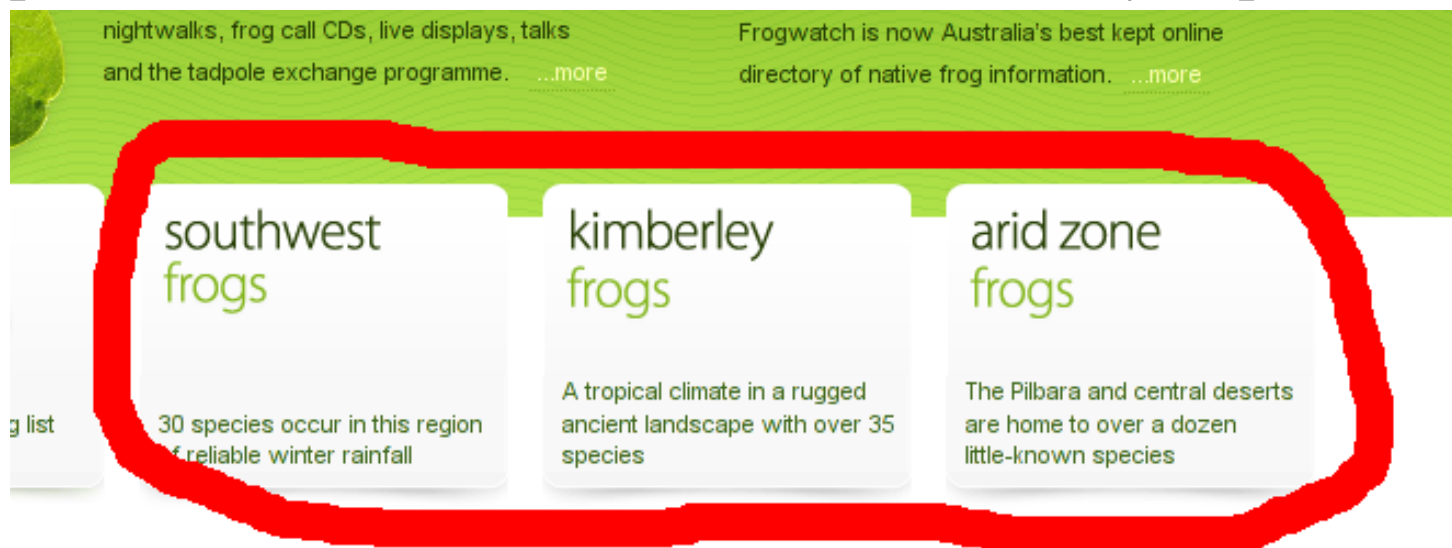 nightwalks, frog call CDs, live displays, talks
and the tadpole exchange programme. ...more
Frogwatch is now Australia's best kept online
directory of native frog information. ...more
g list
southwest
frogs
30 species occur in this region
of reliable winter rainfall
kimberley
frogs
A tropical climate in a rugged
ancient landscape with over 35
species
arid zone
frogs
The Pilbara and central deserts
are home to over a dozen
little-known species